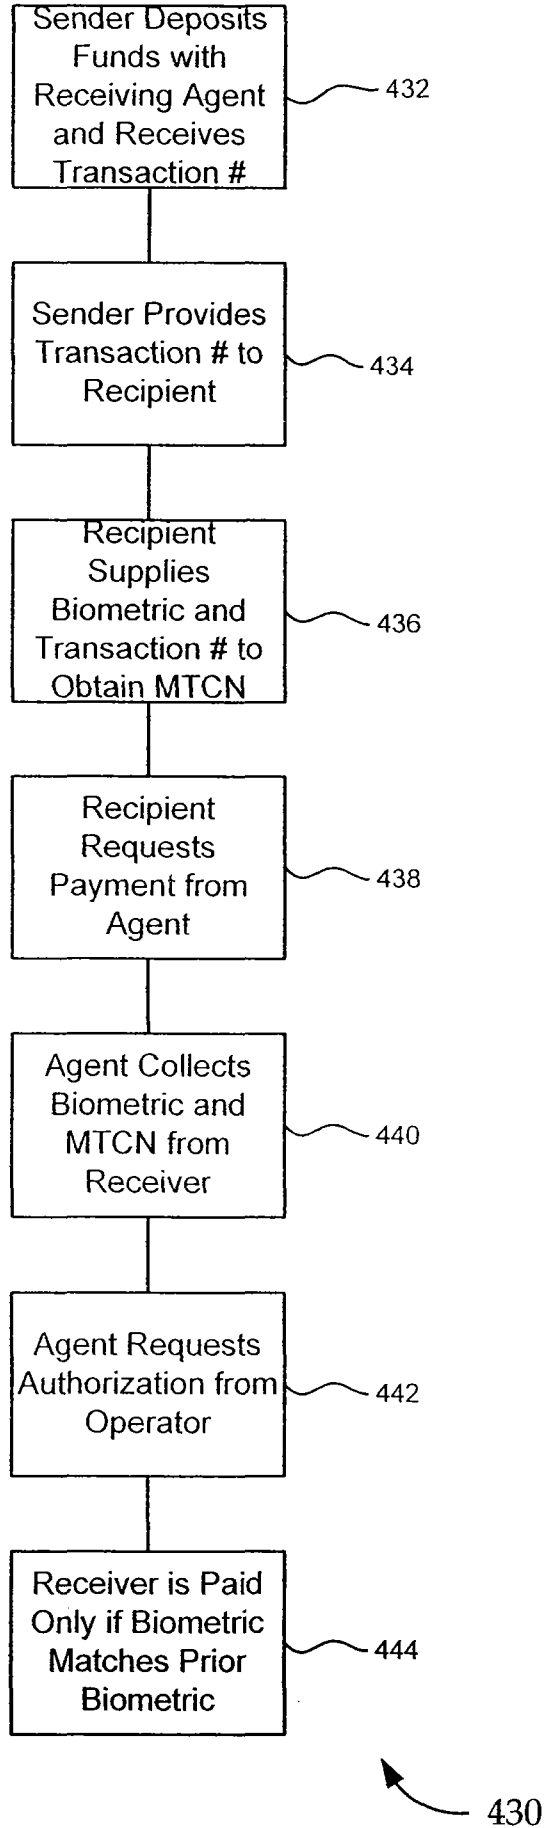 Sender Deposits
Funds with
Receiving Agent
and Receives
Transaction #
432
Sender Provides
Transaction # to
Recipient
434
Recipient
Supplies
Biometric and
Transaction # to
Obtain MTCN
436
Recipient
Requests
Payment from
Agent
438
Agent Collects
Biometric and
MTCN from
Receiver
440
Agent Requests
Authorization from
Operator
442
Receiver is Paid
Only if Biometric
Matches Prior
Biometric
444
430